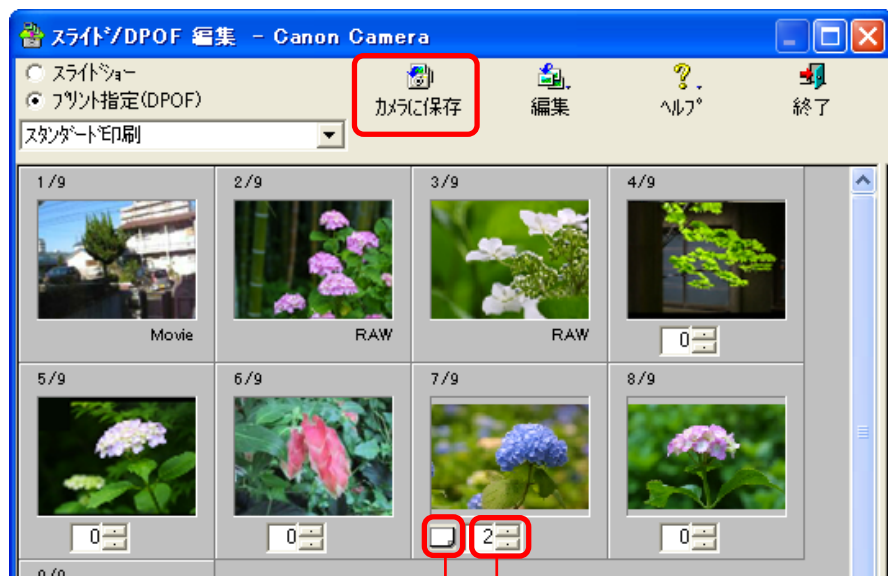 スライド/DPOF 編集 - Canon Camera
スライドショー
プリント指定(DPOF)
カメラに保存
編集
ヘルプ
終了
スタンダード印刷
1/9
2/9
3/9
4/9
Movie
RAW
RAW
0
5/9
6/9
7/9
8/9
0
0
2
0
9/9